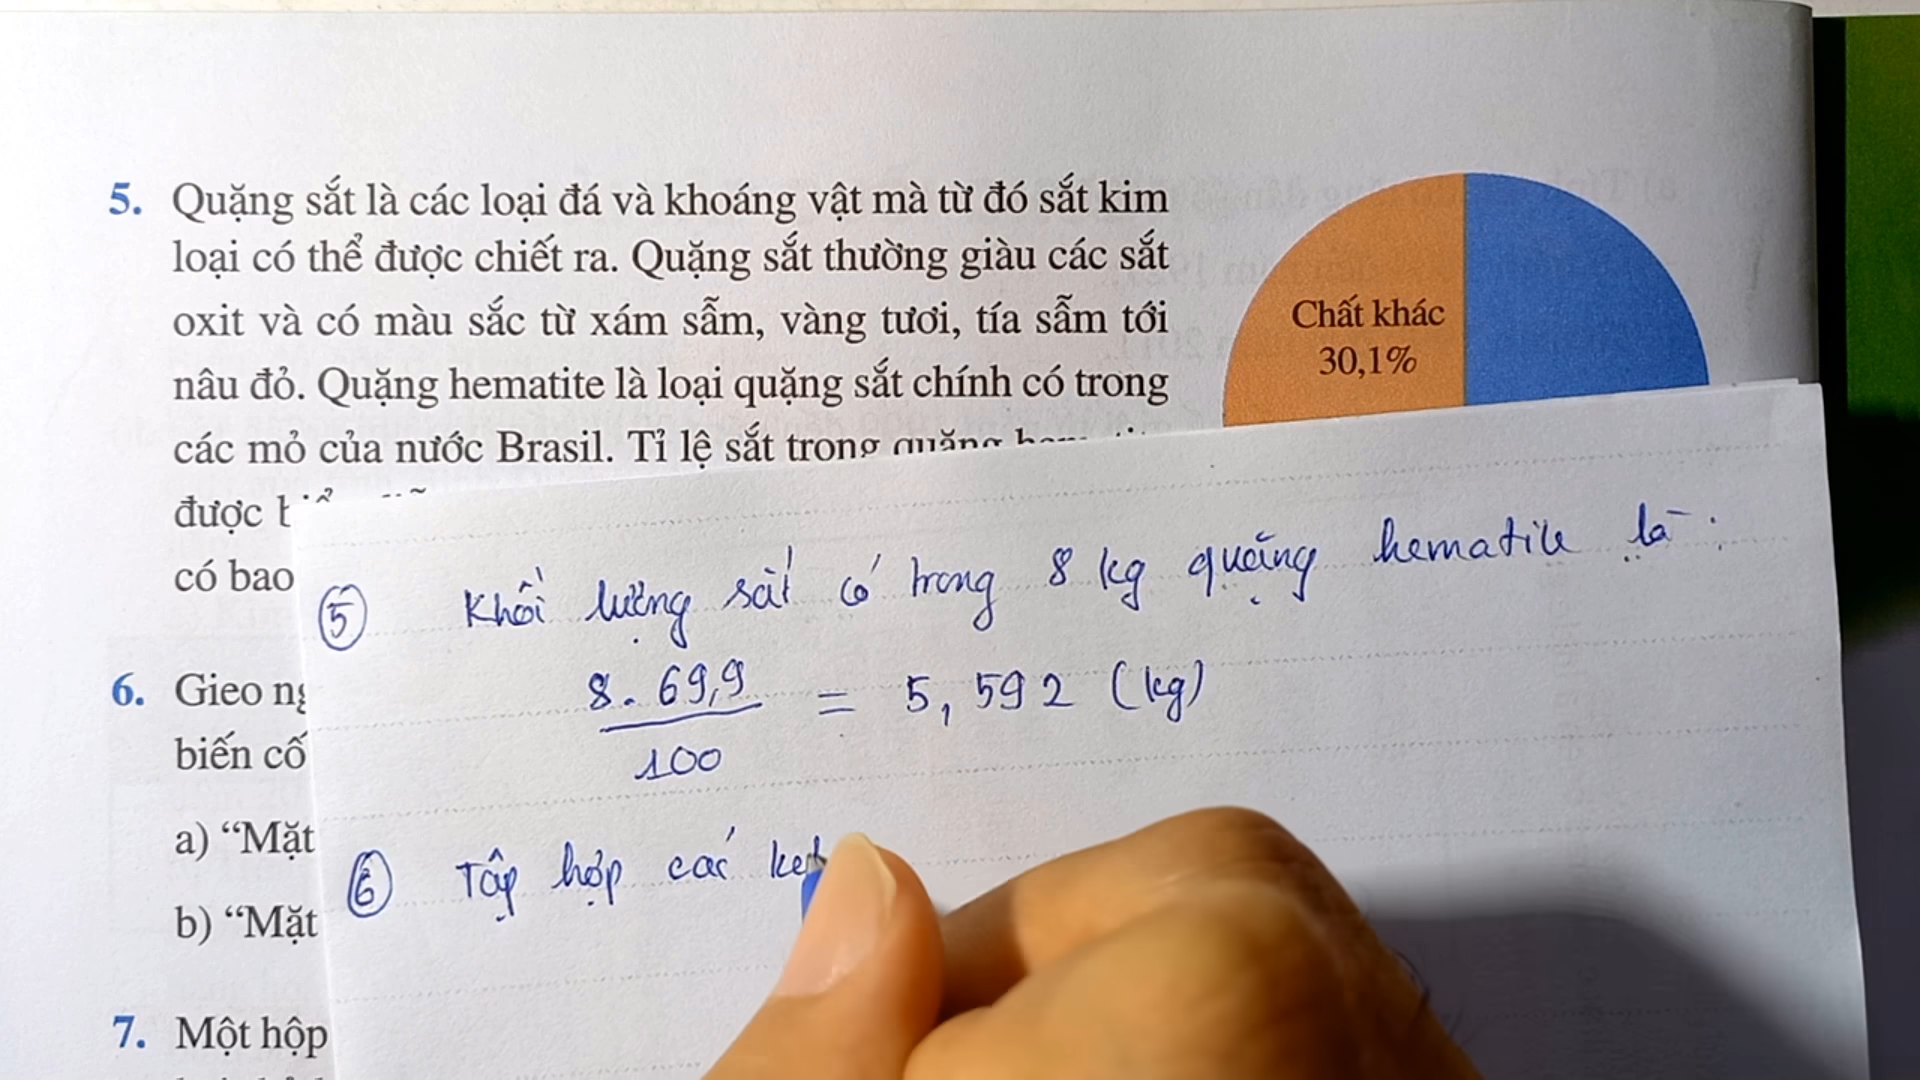 5. Quặng sắt là các loại đá và khoáng vật mà từ đó sắt kim
loại có thể được chiết ra. Quặng sắt thường giàu các sắt
oxit và có màu sắc từ xám sẫm, vàng tươi, tía sẫm tới
nâu đỏ. Quặng hematite là loại quặng sắt chính có trong
các mỏ của nước Brasil. Tỉ lệ sắt trong quặng
được
có bao
Chất khác
30,1%
6. Gieo
biến cố
a) “Mặt
b) “Mặt
7. Một hộp
5 Khối lượng sắt có trong 8 kg quặng hematite là:
8.69,9
100
= 5,592 (kg)
6 Tập hợp các kết